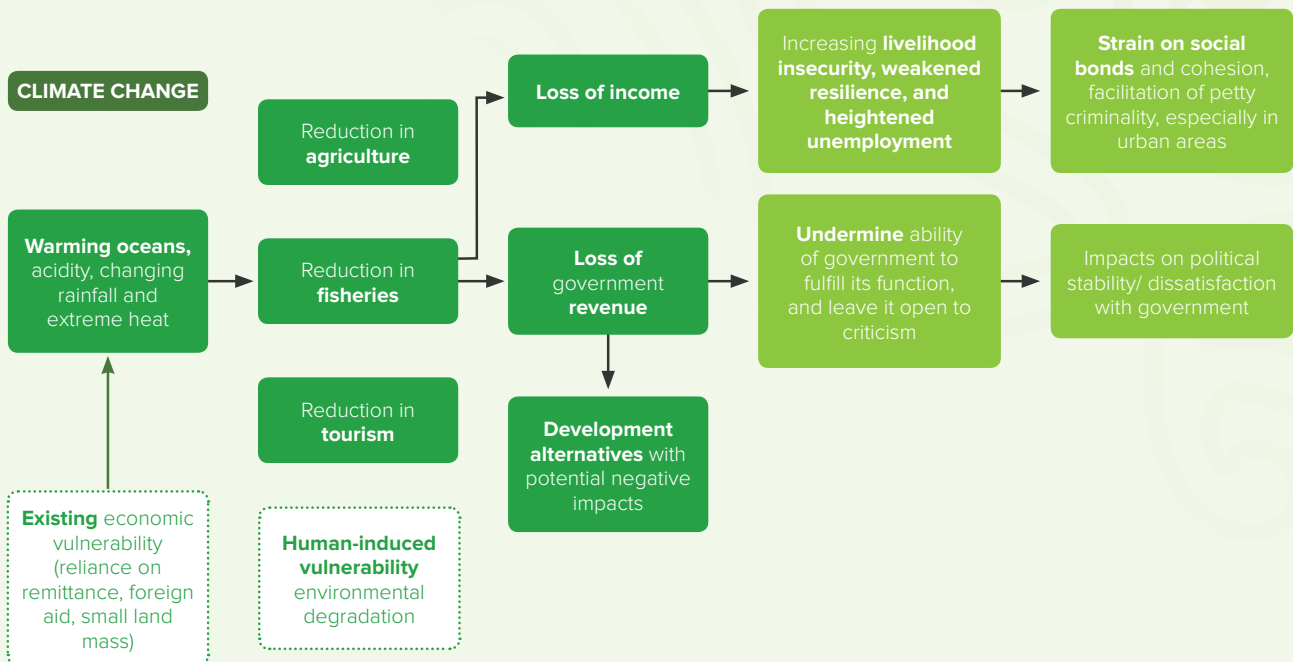 CLIMATE CHANGE
Warming oceans,
acidity, changing
rainfall and
extreme heat
Existing economic
vulnerability
(reliance on
remittance, foreign
aid, small land
mass)
Reduction in
agriculture
Reduction in
fisheries
Reduction in
tourism
Human-induced
vulnerability
environmental
degradation
Loss of income
Loss of
government
revenue
Development
alternatives with
potential negative
impacts
Increasing livelihood
insecurity, weakened
resilience, and
heightened
unemployment
Undermine ability
of government to
fulfill its function,
and leave it open to
criticism
Strain on social
bonds and cohesion,
facilitation of petty
criminality, especially in
urban areas
Impacts on political
stability/ dissatisfaction
with government